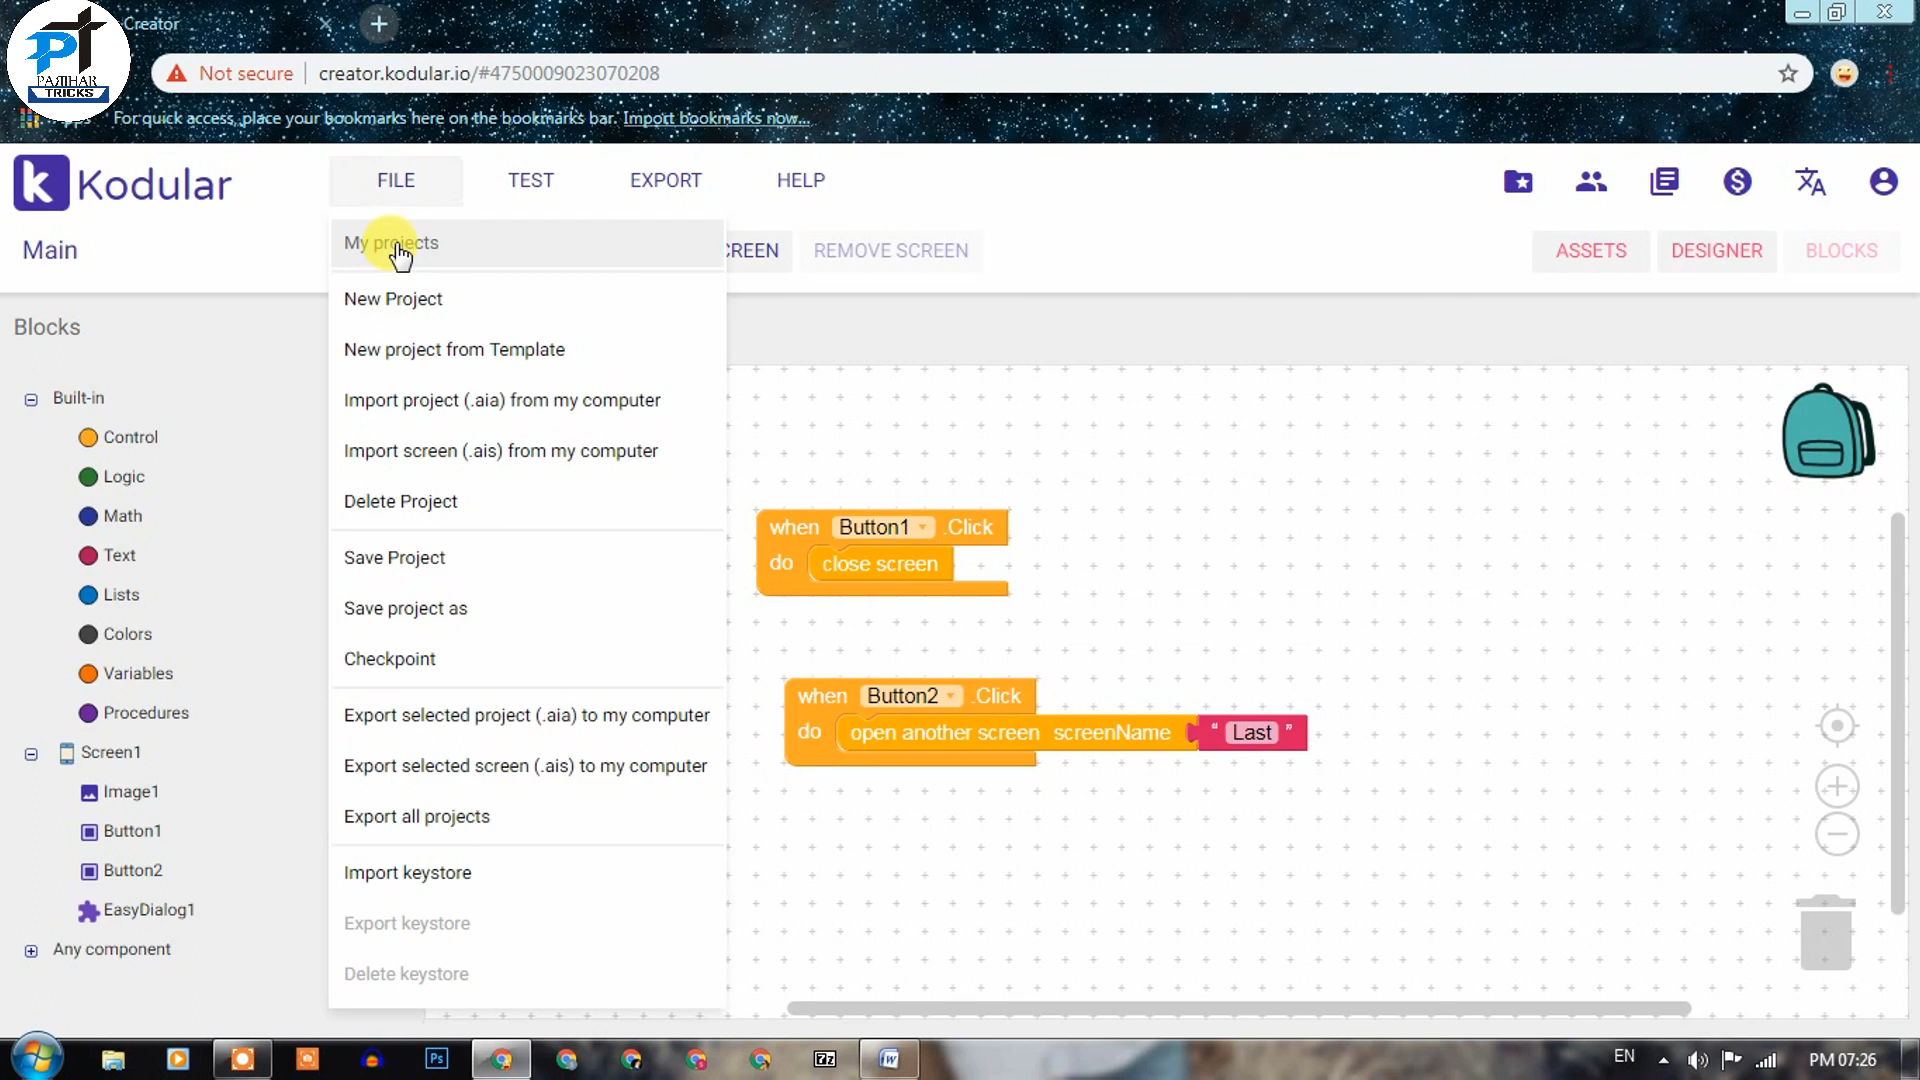 Creator
PARIHAR
TRICKS
Not secure
creator.kodular.io/#4750009023070208
For quick access, place your bookmarks here on the bookmarks bar. Import bookmarks now...
Kodular
FILE
TEST
EXPORT
HELP
Main
My projects
CREEN
REMOVE SCREEN
ASSETS
DESIGNER
BLOCKS
Blocks
Built-in
Control
Logic
Math
Text
Lists
Colors
Variables
Procedures
Screen1
Image1
Button1
Button2
EasyDialog1
Any component
New Project
New project from Template
Import project (.aia) from my computer
Import screen (.ais) from my computer
Delete Project
Save Project
Save project as
Checkpoint
Export selected project (.aia) to my computer
Export selected screen (.ais) to my computer
Export all projects
Import keystore
Export keystore
Delete keystore
when Button1 .Click
do close screen
when Button2 .Click
do open another screen screenName " Last "
Ps
7z
W
EN
PM 07:26